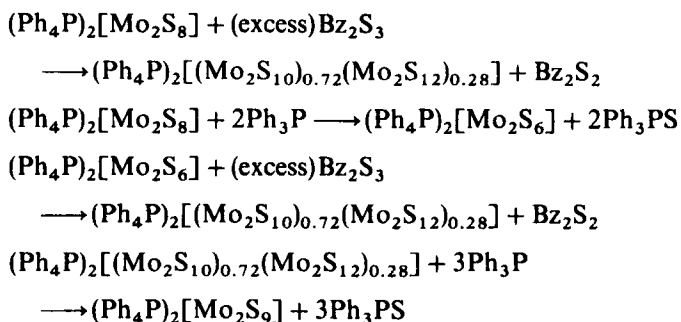 (Ph₄P)₂[Mo₂S₈] + (excess)Bz₂S₃
⟶(Ph₄P)₂[(Mo₂S₁₀)₀.₇₂(Mo₂S₁₂)₀.₂₈] + Bz₂S₂
(Ph₄P)₂[Mo₂S₈] + 2Ph₃P ⟶(Ph₄P)₂[Mo₂S₆] + 2Ph₃PS
(Ph₄P)₂[Mo₂S₆] + (excess)Bz₂S₃
⟶(Ph₄P)₂[(Mo₂S₁₀)₀.₇₂(Mo₂S₁₂)₀.₂₈] + Bz₂S₂
(Ph₄P)₂[(Mo₂S₁₀)₀.₇₂(Mo₂S₁₂)₀.₂₈] + 3Ph₃P
⟶(Ph₄P)₂[Mo₂S₉] + 3Ph₃PS